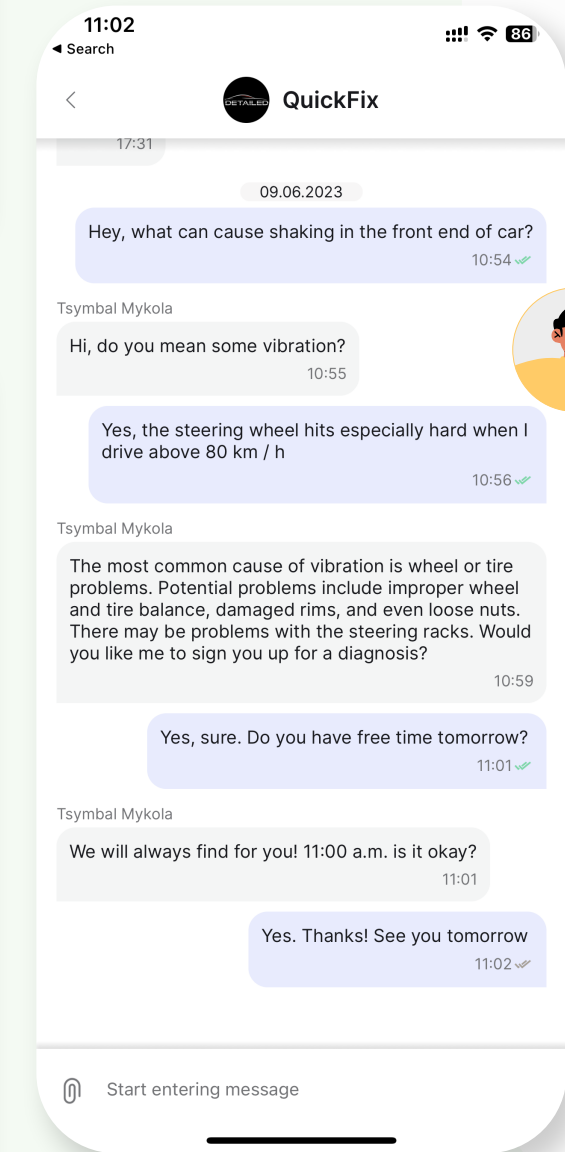 11:02
86
Search
DETAILED
QuickFix
17:31
09.06.2023
Hey, what can cause shaking in the front end of car?
10:54
Tsymbal Mykola
Hi, do you mean some vibration?
10:55
Yes, the steering wheel hits especially hard when I
drive above 80 km / h
10:56
Tsymbal Mykola
The most common cause of vibration is wheel or tire
problems. Potential problems include improper wheel
and tire balance, damaged rims, and even loose nuts.
There may be problems with the steering racks. Would
you like me to sign you up for a diagnosis?
10:59
Yes, sure. Do you have free time tomorrow?
11:01
Tsymbal Mykola
We will always find for you! 11:00 a.m. is it okay?
11:01
Yes. Thanks! See you tomorrow
11:02
Start entering message